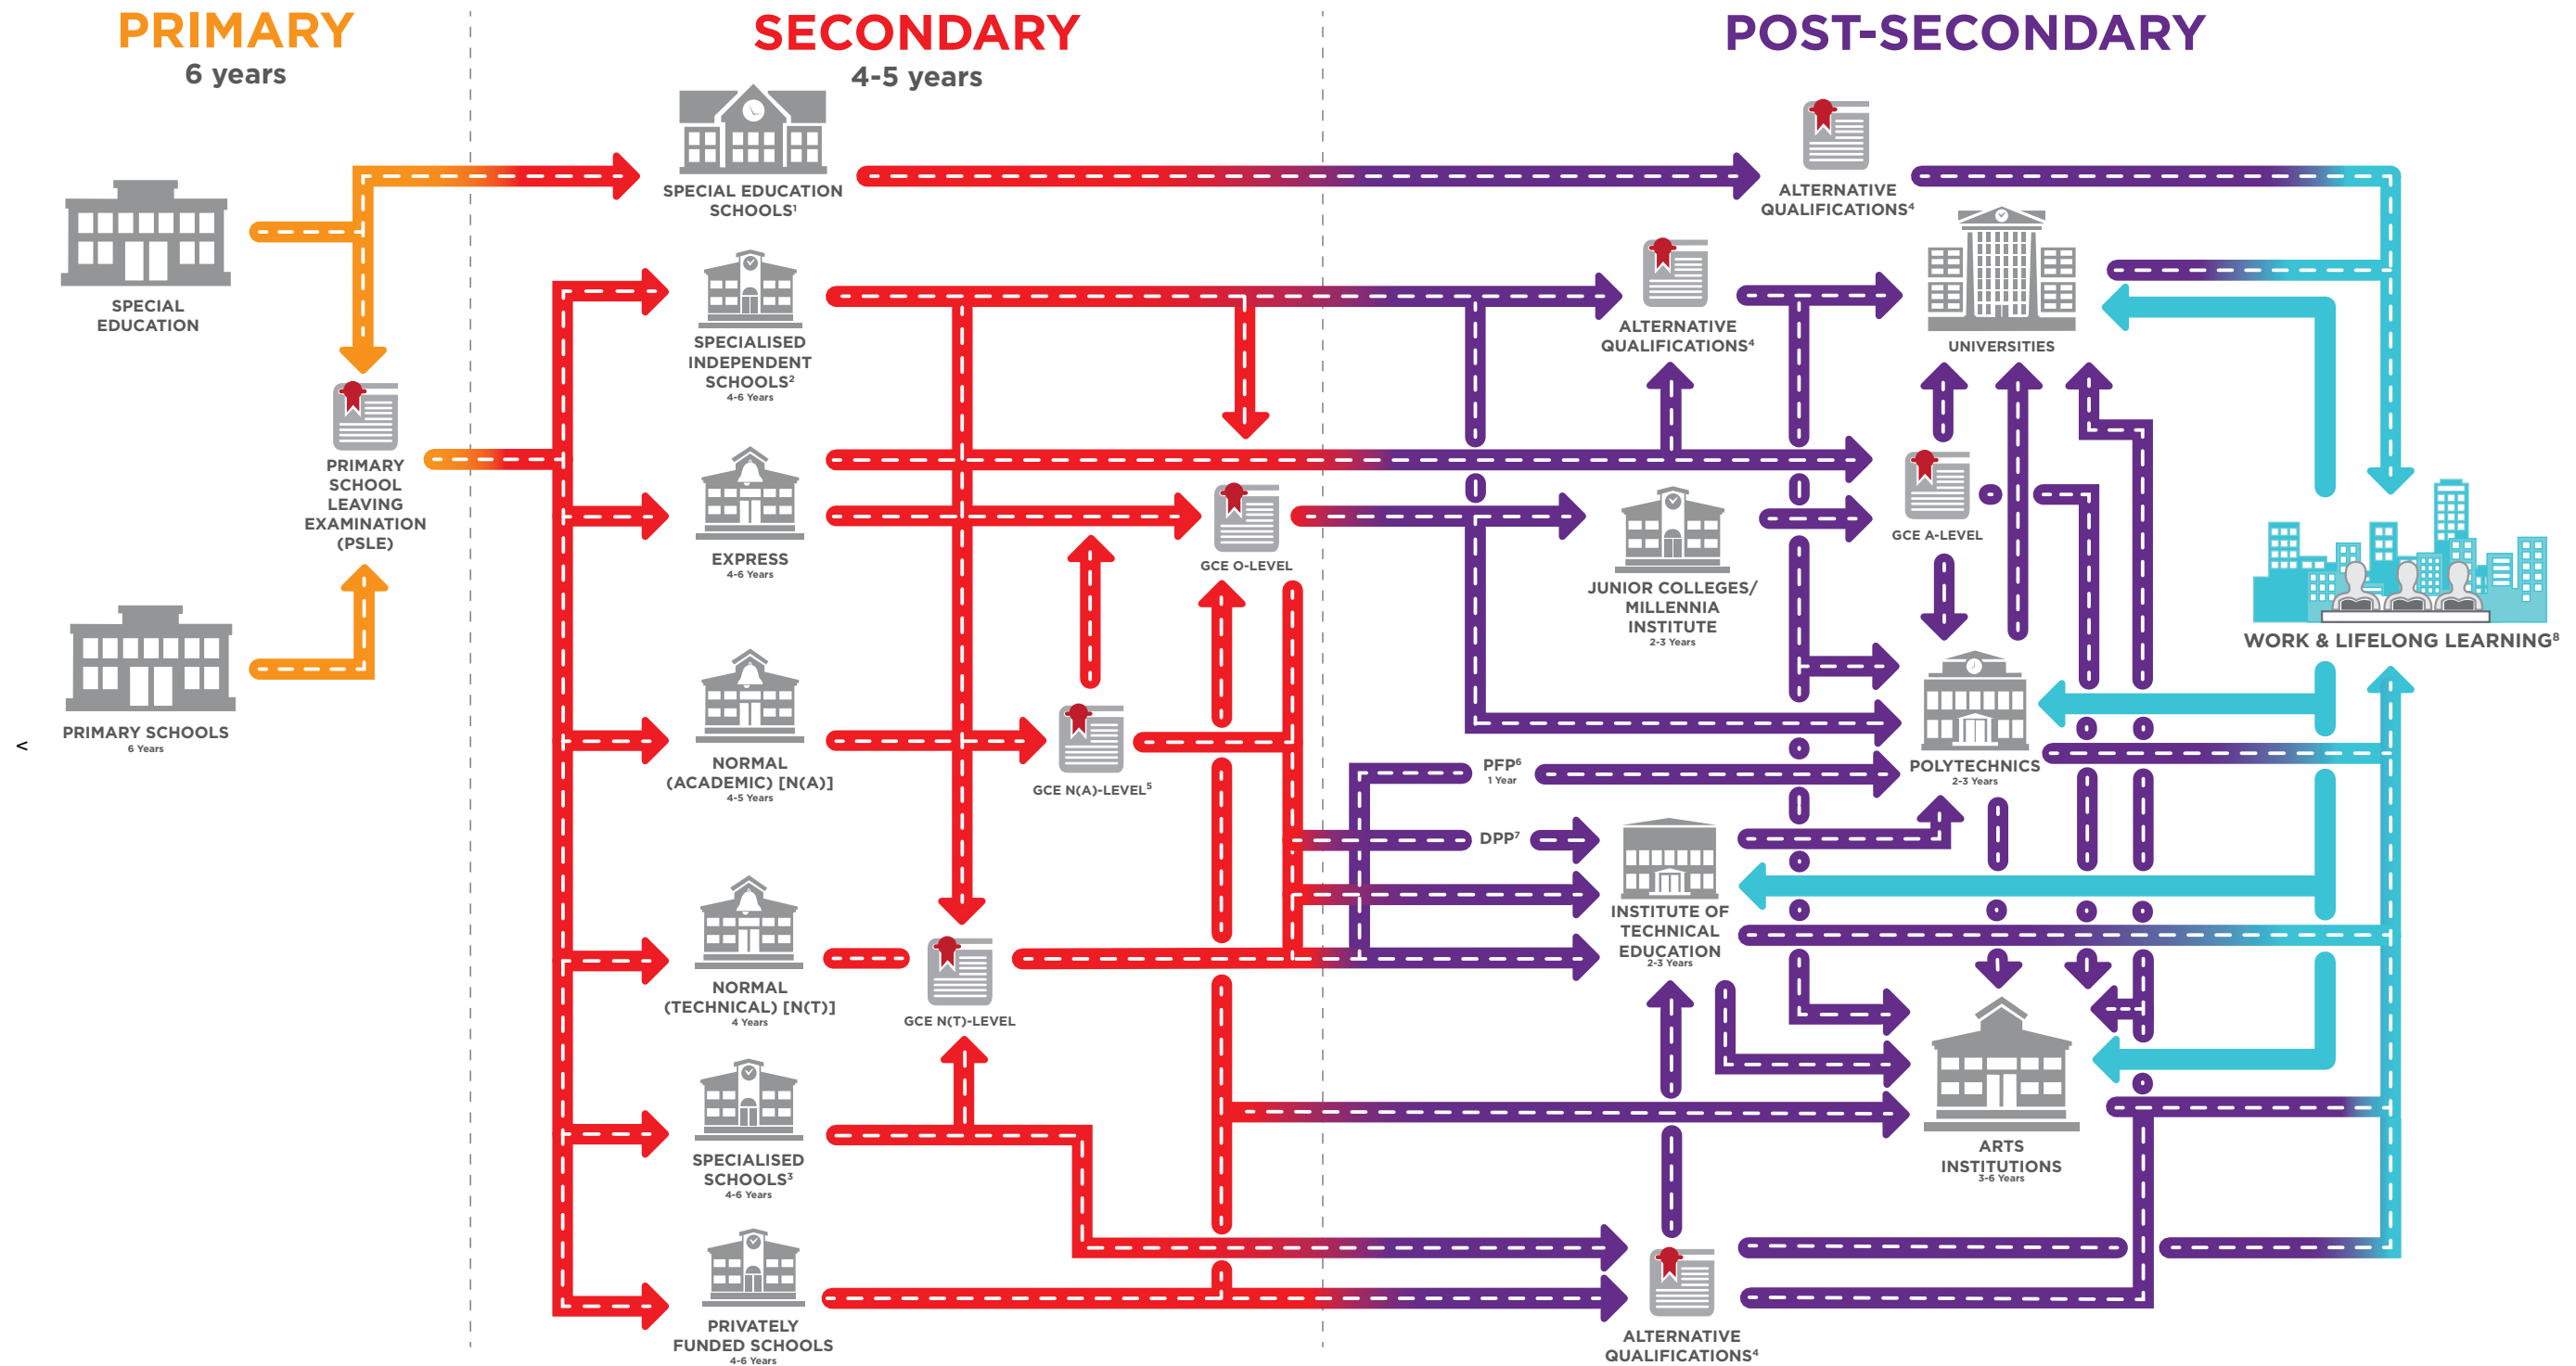 PRIMARY
6 years
SECONDARY
4-5 years
POST-SECONDARY
SPECIAL
EDUCATION
PRIMARY
SCHOOL
LEAVING
EXAMINATION
(PSLE)
PRIMARY SCHOOLS
6 Years
<
SPECIAL EDUCATION
SCHOOLS¹
SPECIALISED
INDEPENDENT
SCHOOLS²
4-6 Years
EXPRESS
4-6 Years
NORMAL
(ACADEMIC) [N(A)]
4-5 Years
NORMAL
(TECHNICAL) [N(T)]
4 Years
SPECIALISED
SCHOOLS³
4-6 Years
PRIVATELY
FUNDED SCHOOLS
4-6 Years
GCE O-LEVEL
GCE N(A)-LEVEL⁵
GCE N(T)-LEVEL
ALTERNATIVE
QUALIFICATIONS⁴
ALTERNATIVE
QUALIFICATIONS⁴
UNIVERSITIES
GCE A-LEVEL
JUNIOR COLLEGES/
MILLENNIA
INSTITUTE
2-3 Years
PFP⁶
1 Year
DPP⁷
POLYTECHNICS
2-3 Years
INSTITUTE OF
TECHNICAL
EDUCATION
2-3 Years
ARTS
INSTITUTIONS
3-6 Years
ALTERNATIVE
QUALIFICATIONS⁴
WORK & LIFELONG LEARNING⁸